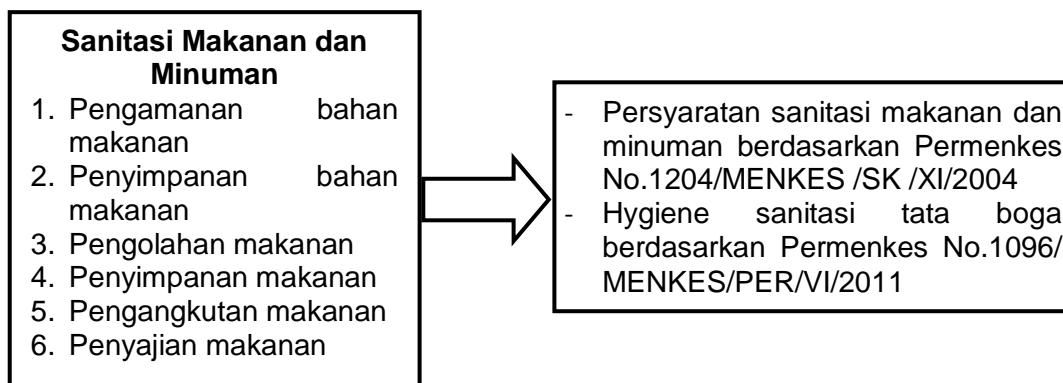 Sanitasi Makanan dan
Minuman
1. Pengamanan bahan
makanan
2. Penyimpanan bahan
makanan
3. Pengolahan makanan
4. Penyimpanan makanan
5. Pengangkutan makanan
6. Penyajian makanan
- Persyaratan sanitasi makanan dan
minuman berdasarkan Permenkes
No.1204/MENKES /SK /XI/2004
- Hygiene sanitasi tata boga
berdasarkan Permenkes No.1096/
MENKES/PER/VI/2011